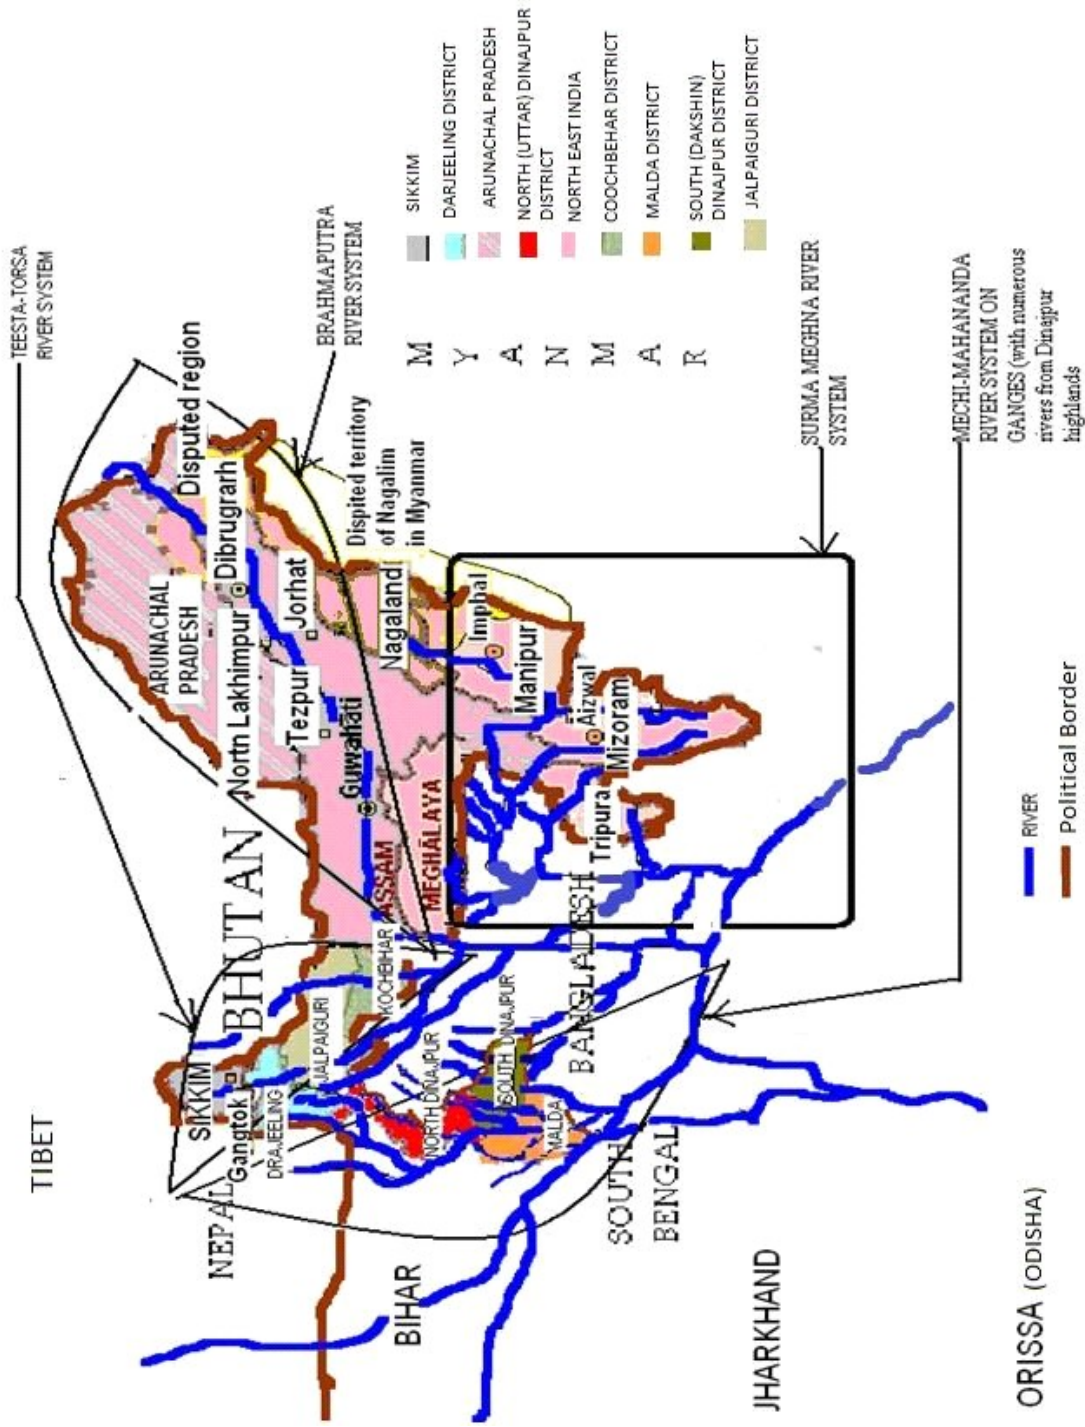 TEESTA-TORSA
RIVER SYSTEM
TIBET
BRAHMAPUTRA
RIVER SYSTEM
Disputed region
ARUNACHAL
PRADESH
Dibrugrarh
North Lakhimpur
Jorhat
Tezpur
Dispited territory
of Nagalim
in Myanmar
SIKKIM
Gangtok
NEPAL
BHUTAN
DRAJEELING
JALPAIGURI
Guwahāti
Nagaland
KOCHBIHAR
ASSAM
MEGHĀLAYA
Imphal
Manipur
BIHAR
NORTH DINAJPUR
SOUTH DINAJPUR
MALDA
Āizwal
Mizoram
Tripura
BANGLADESH
SOUTH
BENGAL
JHARKHAND
ORISSA (ODISHA)
M
Y
A
N
M
A
R
SIKKIM
DARJEELING DISTRICT
ARUNACHAL PRADESH
NORTH (UTTAR) DINAJPUR
DISTRICT
NORTH EAST INDIA
COOCHBEHAR DISTRICT
MALDA DISTRICT
SOUTH (DAKSHIN)
DINAJPUR DISTRICT
JALPAIGURI DISTRICT
SURMA MEGHNA RIVER
SYSTEM
MECHI-MAHANANDA
RIVER SYSTEM ON
GANGES (with numerous
rivers from Dinajpur
highlands
RIVER
Political Border